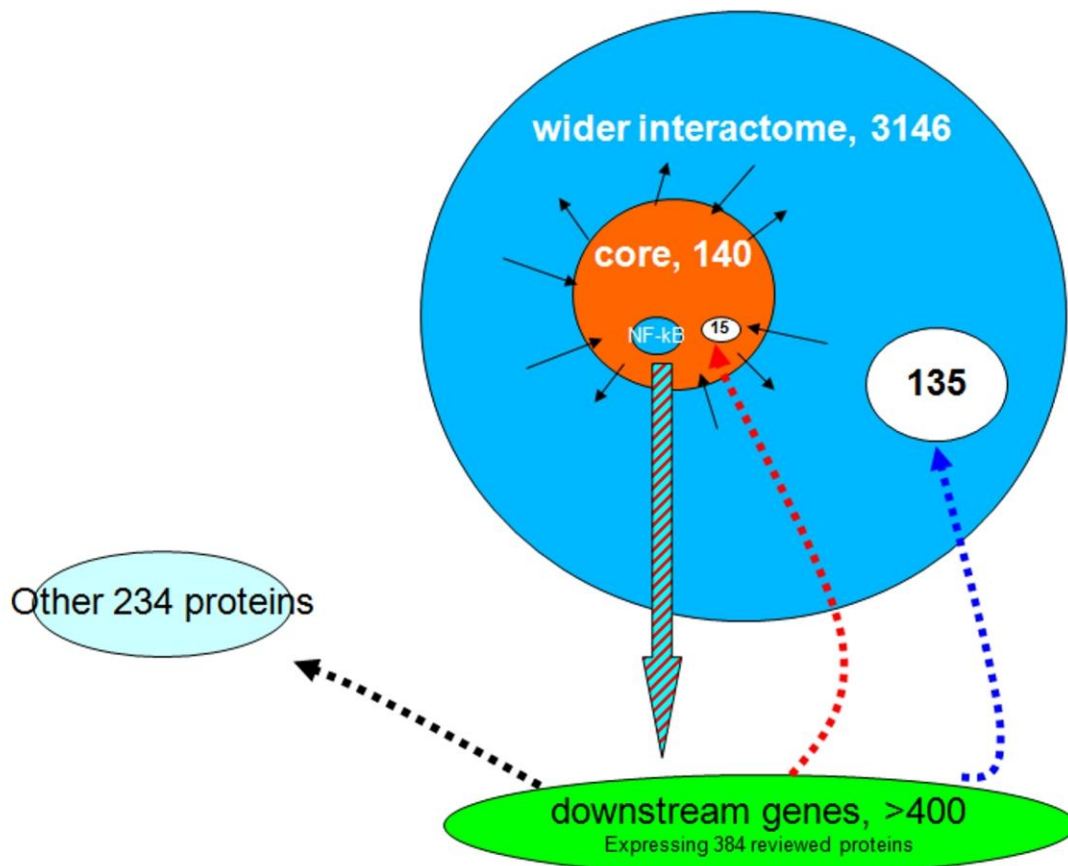 wider interactome, 3146
core, 140
NF-kB
15
135
Other 234 proteins
downstream genes, >400
Expressing 384 reviewed proteins